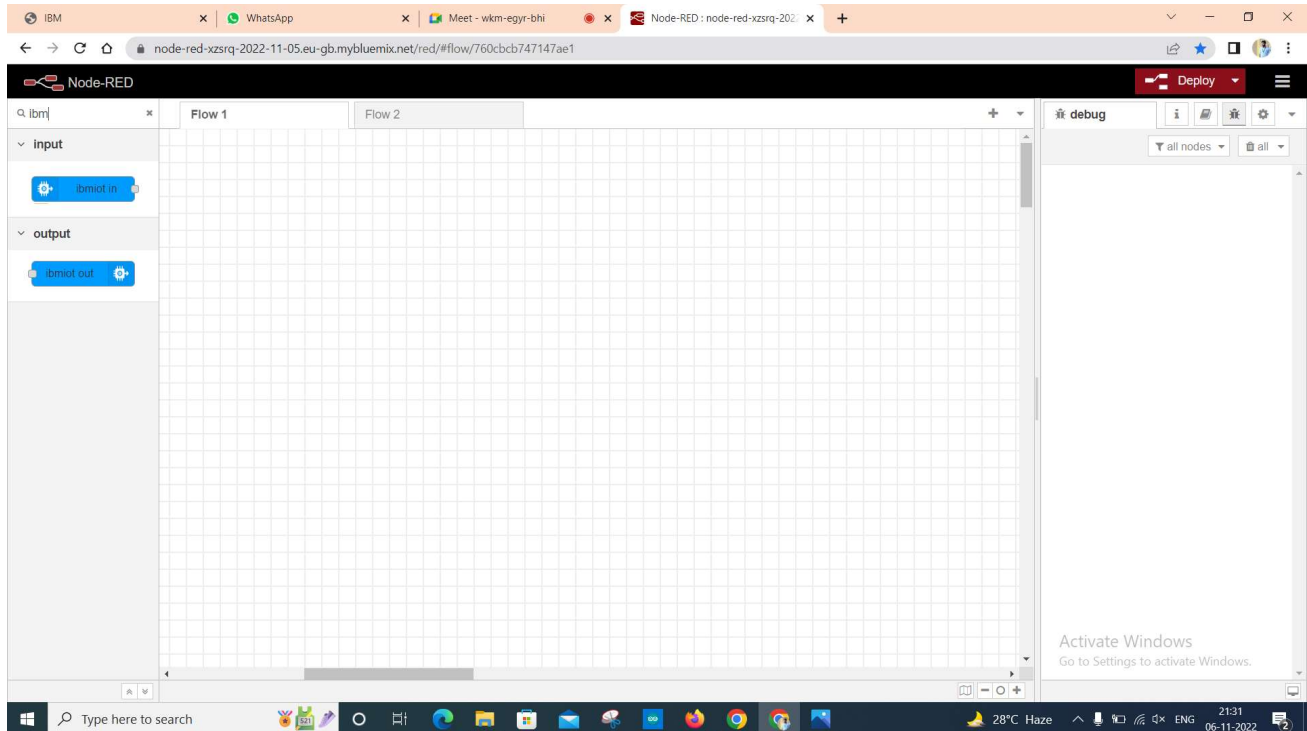 IBM
WhatsApp
Meet - wkm-egyr-bhi
Node-RED : node-red-xzsrq-202
node-red-xzsrq-2022-11-05.eu-gb.mybluemix.net/red/#flow/760cbcb747147ae1
Node-RED
Deploy
ibm
Flow 1
Flow 2
debug
i
all nodes
all
input
ibmiot in
output
ibmiot out
Activate Windows
Go to Settings to activate Windows.
Type here to search
521
28°C Haze
ENG
21:31
06-11-2022
2